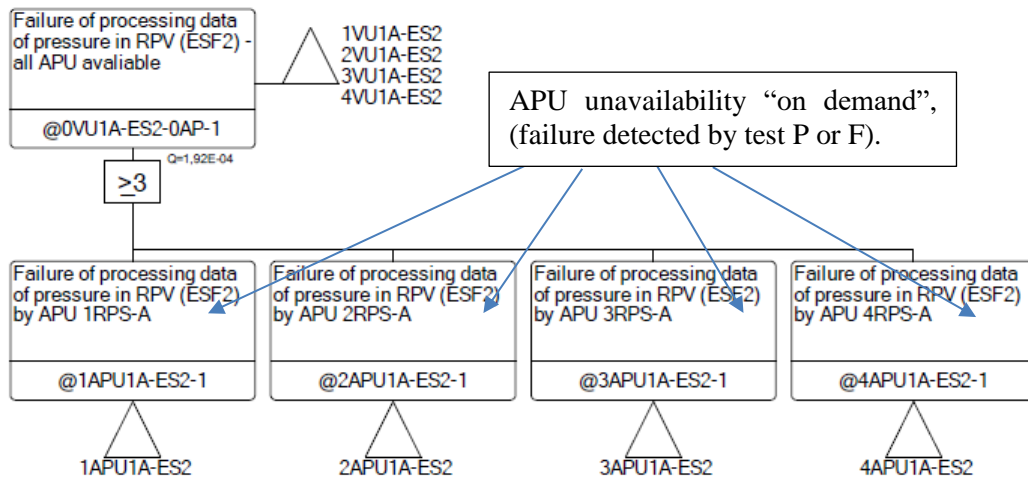 Failure of processing data
of pressure in RPV (ESF2) -
all APU avaliable
@0VU1A-ES2-0AP-1
1VU1A-ES2
2VU1A-ES2
3VU1A-ES2
4VU1A-ES2
APU unavailability “on demand”,
(failure detected by test P or F).
Q=1,92E-04
≥3
Failure of processing data
of pressure in RPV (ESF2)
by APU 1RPS-A
@1APU1A-ES2-1
1APU1A-ES2
Failure of processing data
of pressure in RPV (ESF2)
by APU 2RPS-A
@2APU1A-ES2-1
2APU1A-ES2
Failure of processing data
of pressure in RPV (ESF2)
by APU 3RPS-A
@3APU1A-ES2-1
3APU1A-ES2
Failure of processing data
of pressure in RPV (ESF2)
by APU 4RPS-A
@4APU1A-ES2-1
4APU1A-ES2